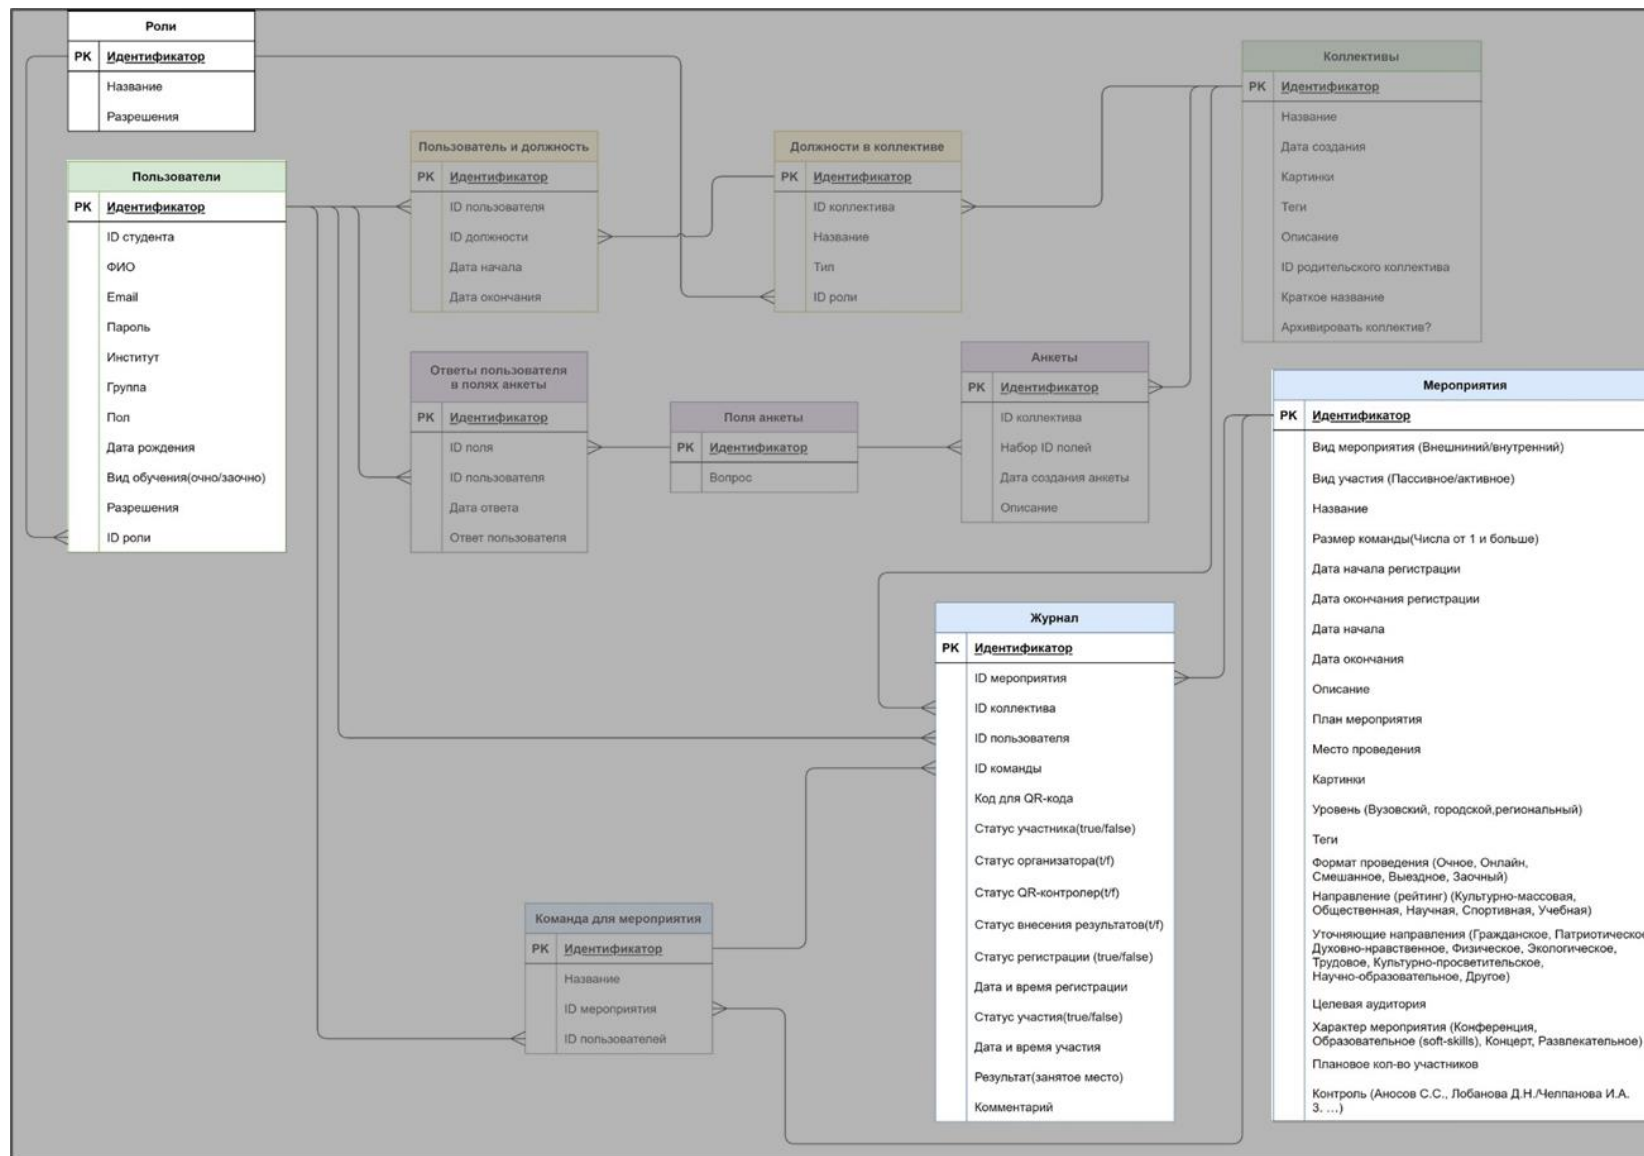 Роли
PK Идентификатор
Название
Разрешения
Пользователи
PK Идентификатор
ID студента
ФИО
Email
Пароль
Институт
Группа
Пол
Дата рождения
Вид обучения(очно/заочно)
Разрешения
ID роли
Пользователь и должность
PK Идентификатор
ID пользователя
ID должности
Дата начала
Дата окончания
Должности в коллективе
PK Идентификатор
ID коллектива
Название
Тип
ID роли
Коллективы
PK Идентификатор
Название
Дата создания
Картинки
Теги
Описание
ID родительского коллектива
Краткое название
Архивировать коллектив?
Ответы пользователя
в полях анкеты
PK Идентификатор
ID поля
ID пользователя
Дата ответа
Ответ пользователя
Поля анкеты
PK Идентификатор
Вопрос
Анкеты
PK Идентификатор
ID коллектива
Набор ID полей
Дата создания анкеты
Описание
Мероприятия
PK Идентификатор
Вид мероприятия (Внешниний/внутренний)
Вид участия (Пассивное/активное)
Название
Размер команды(Числа от 1 и больше)
Дата начала регистрации
Дата окончания регистрации
Дата начала
Дата окончания
Описание
План мероприятия
Место проведения
Картинки
Уровень (Вузовский, городской,региональный)
Теги
Формат проведения (Очное, Онлайн,
Смешанное, Выездное, Заочный)
Направление (рейтинг) (Культурно-массовая,
Общественная, Научная, Спортивная, Учебная)
Уточняющие направления (Гражданское, Патриотическое
Духовно-нравственное, Физическое, Экологическое,
Трудовое, Культурно-просветительское,
Научно-образовательное, Другое)
Целевая аудитория
Характер мероприятия (Конференция,
Образовательное (soft-skills), Концерт, Развлекательное)
Плановое кол-во участников
Контроль (Аносов С.С., Лобанова Д.Н./Челпанова И.А.
3. ...)
Журнал
PK Идентификатор
ID мероприятия
ID коллектива
ID пользователя
ID команды
Код для QR-кода
Статус участника(true/false)
Статус организатора(t/f)
Статус QR-контролер(t/f)
Статус внесения результатов(t/f)
Статус регистрации (true/false)
Дата и время регистрации
Статус участия(true/false)
Дата и время участия
Результат(занятое место)
Комментарий
Команда для мероприятия
PK Идентификатор
Название
ID мероприятия
ID пользователей